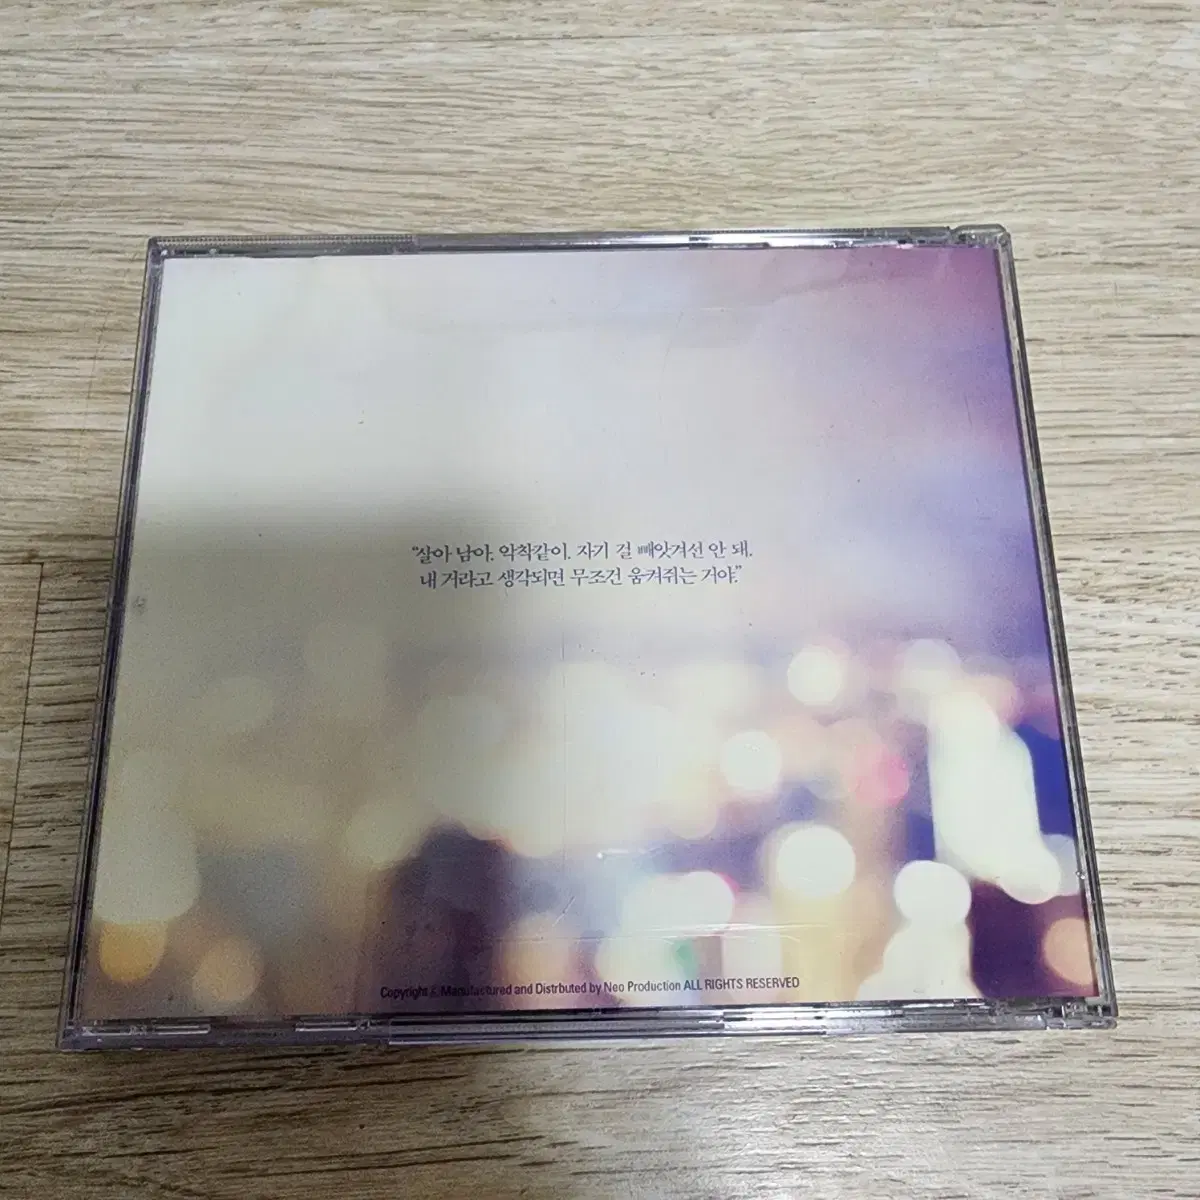 "살아 남아. 악착같이. 자기 걸 빼앗겨선 안 돼.
내 거라고 생각되면 무조건 움켜쥐는 거야."
Copyright & Manufactured and Distrbuted by Neo Production ALL RIGHTS RESERVED